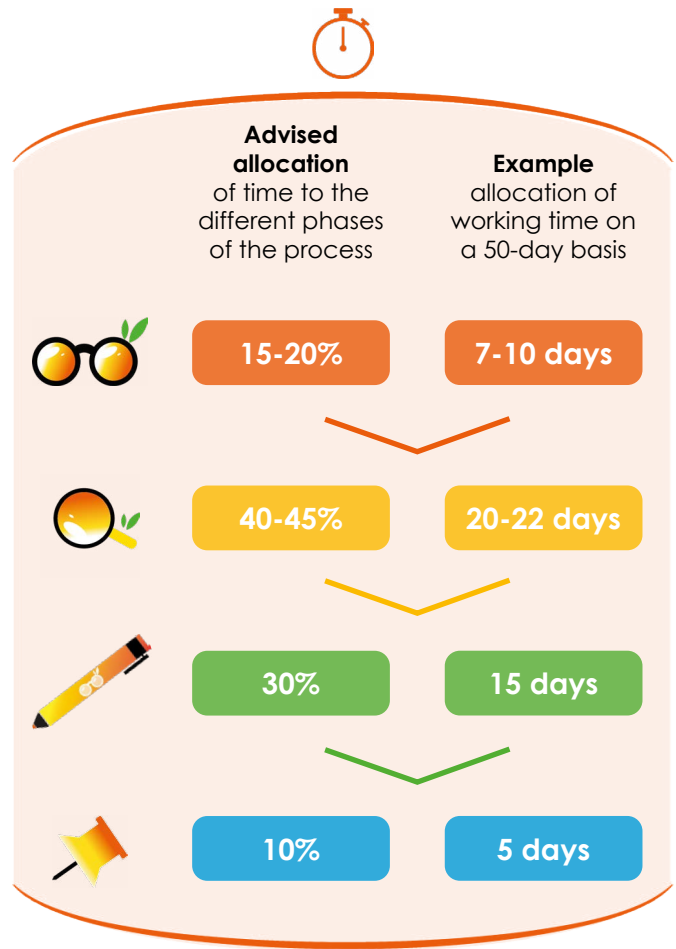 Advised
allocation
of time to the
different phases
of the process
Example
allocation of
working time on
a 50-day basis
15-20%
7-10 days
40-45%
20-22 days
30%
15 days
10%
5 days